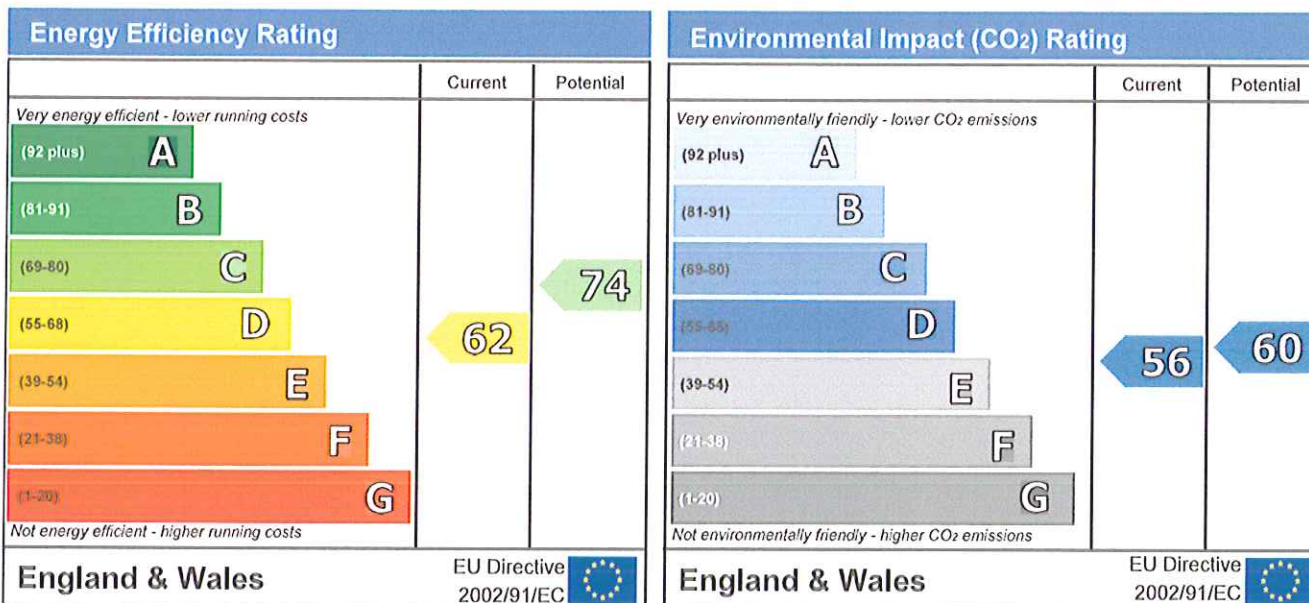 Energy Efficiency Rating
Current Potential
Very energy efficient - lower running costs
(92 plus) A
(81-91) B
(69-80) C
74
(55-68) D
62
(39-54) E
(21-38) F
(1-20) G
Not energy efficient - higher running costs
England & Wales
EU Directive
2002/91/EC
Environmental Impact (CO2) Rating
Current Potential
Very environmentally friendly - lower CO2 emissions
(92 plus) A
(81-91) B
(69-80) C
(55-68) D
56 60
(39-54) E
(21-38) F
(1-20) G
Not environmentally friendly - higher CO2 emissions
England & Wales
EU Directive
2002/91/EC